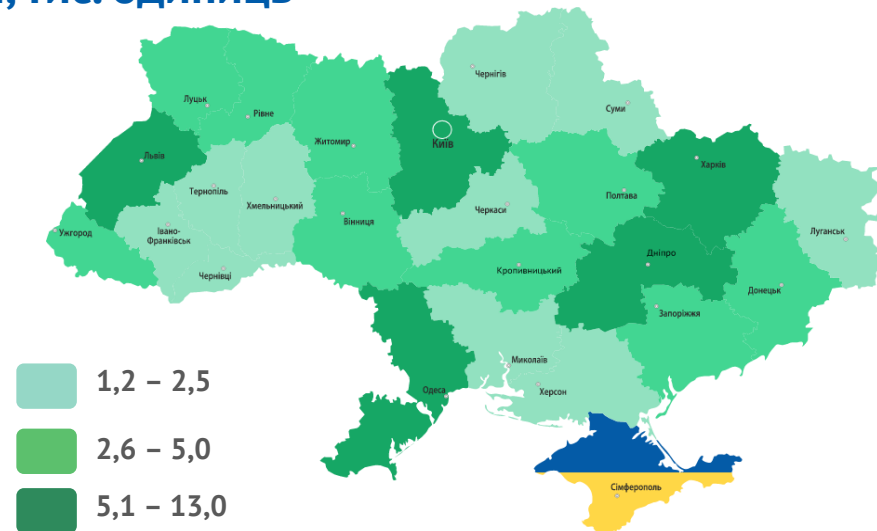 тис. одиниць
Чернігів
Луцьк
Рівне
Суми
Житомир
Київ
Львів
Харків
Тернопіль
Хмельницький
Полтава
Черкаси
Вінниця
Ужгород
Івано-
Франківськ
Луганськ
Чернівці
Кропивницький
Дніпро
Донецьк
Запоріжжя
Миколаїв
Одеса
Херсон
Сімферополь
1,2 – 2,5
2,6 – 5,0
5,1 – 13,0